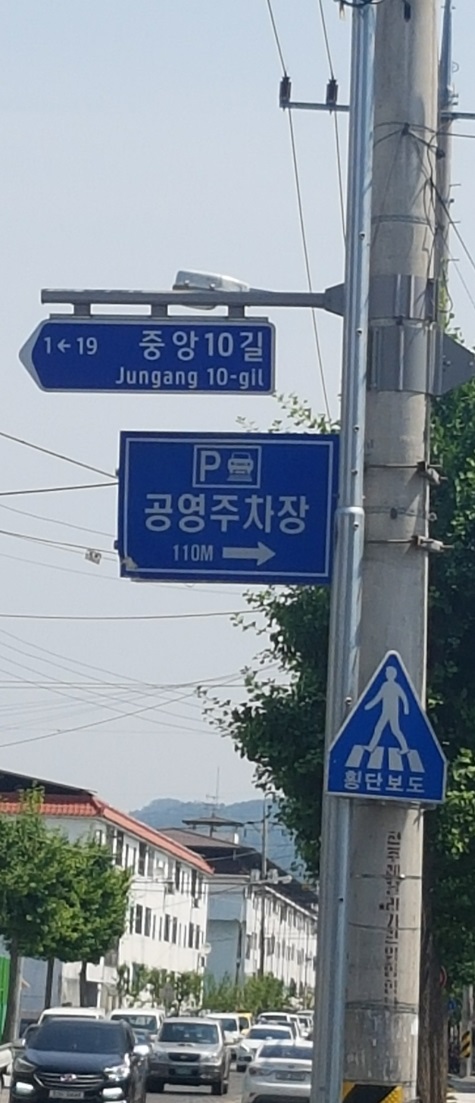 1←19 중앙10길
Jungang 10-gil
P
공영주차장
110M →
횡단보도